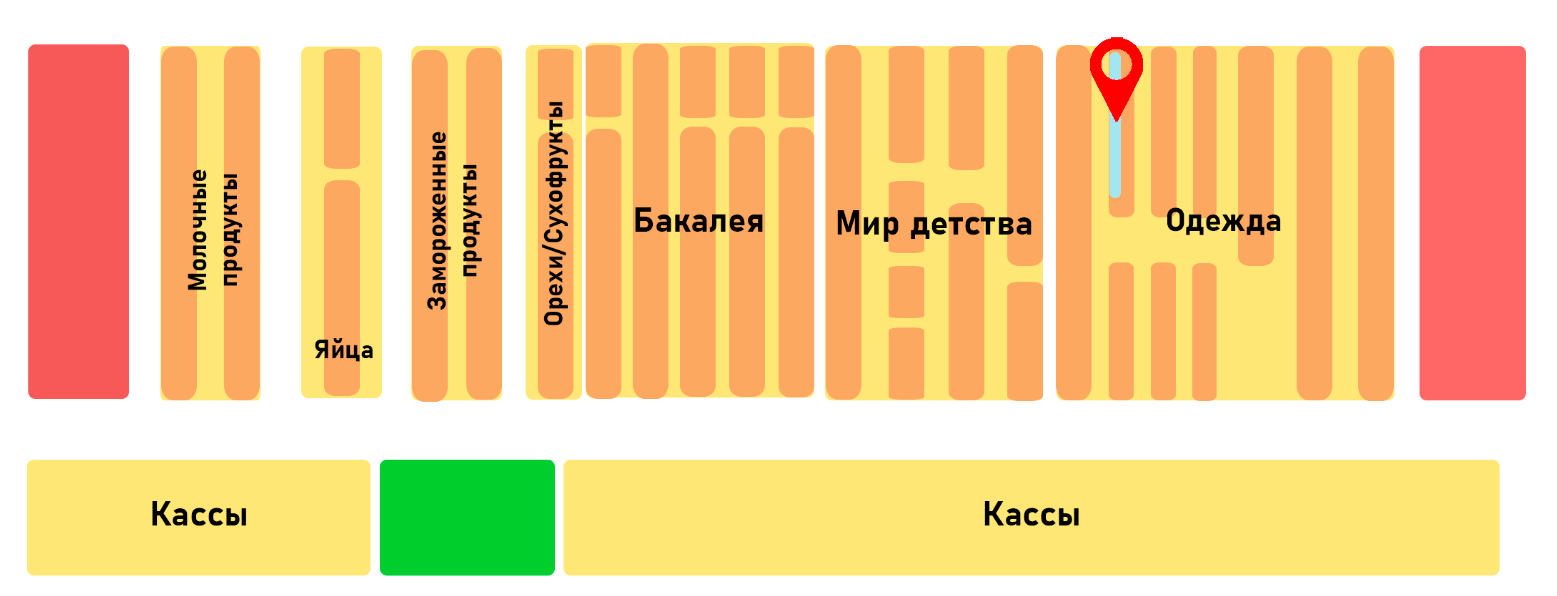 Молочные
продукты
Яйца
Замороженные
продукты
Орехи/Сухофрукты
Бакалея
Мир детства
Одежда
Кассы
Кассы